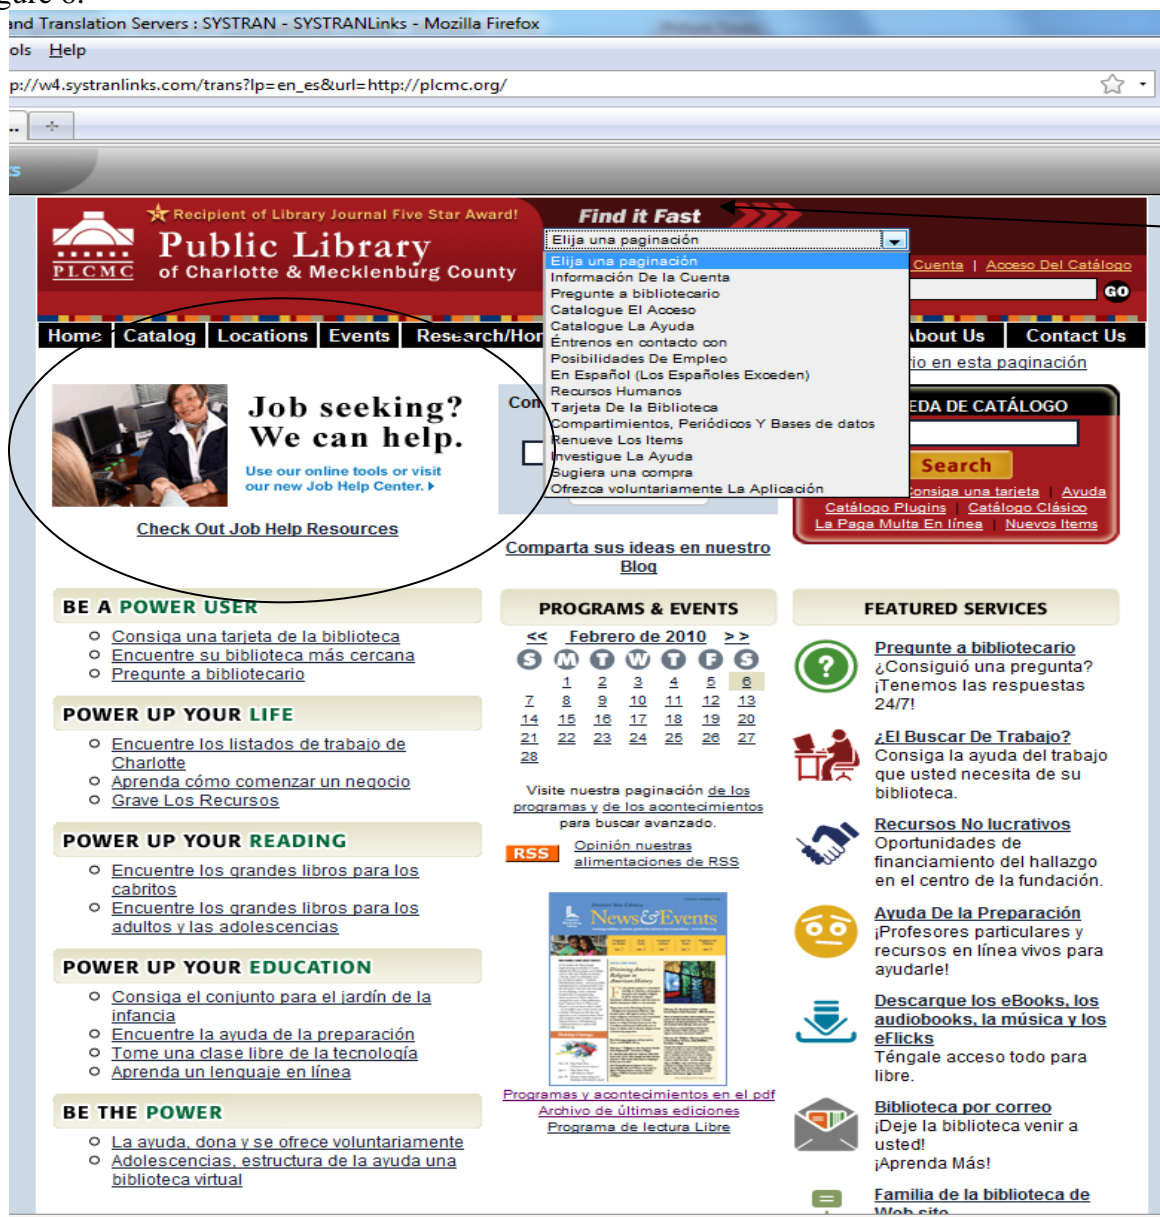 gure 6.
and Translation Servers : SYSTRAN - SYSTRANLinks - Mozilla Firefox
ols Help
p://w4.systranlinks.com/trans?lp=en_es&url=http://plcmc.org/
..
Recipient of Library Journal Five Star Award!
Public Library
of Charlotte & Mecklenburg County
PLCMC
Find it Fast
Elija una paginación
Elija una paginación
Información De la Cuenta
Pregunte a bibliotecario
Catalogue El Acceso
Catalogue La Ayuda
Éntrenos en contacto con
Posibilidades De Empleo
En Español (Los Españoles Exceden)
Recursos Humanos
Tarjeta De la Biblioteca
Compartimientos, Periódicos Y Bases de datos
Renueve Los Items
Investigue La Ayuda
Sugiera una compra
Ofrezca voluntariamente La Aplicación
Cuenta | Acceso Del Catálogo
GO
Home Catalog Locations Events Research/Hor About Us Contact Us
rio en esta paginación
Job seeking?
We can help.
Use our online tools or visit
our new Job Help Center.
Check Out Job Help Resources
Con
Comparta sus ideas en nuestro
Blog
EDA DE CATÁLOGO
Search
Consiga una tarjeta | Ayuda
Catálogo Plugins | Catálogo Clásico
La Paga Multa En línea | Nuevos Items
BE A POWER USER
Consiga una tarjeta de la biblioteca
Encuentre su biblioteca más cercana
Pregunte a bibliotecario
POWER UP YOUR LIFE
Encuentre los listados de trabajo de
Charlotte
Aprenda cómo comenzar un negocio
Grave Los Recursos
POWER UP YOUR READING
Encuentre los grandes libros para los
cabritos
Encuentre los grandes libros para los
adultos y las adolescencias
POWER UP YOUR EDUCATION
Consiga el conjunto para el jardín de la
infancia
Encuentre la ayuda de la preparación
Tome una clase libre de la tecnología
Aprenda un lenguaje en línea
BE THE POWER
La ayuda, dona y se ofrece voluntariamente
Adolescencias, estructura de la ayuda una
biblioteca virtual
PROGRAMS & EVENTS
<< Febrero de 2010 >>
S M T W T F S
1 2 3 4 5 6
7 8 9 10 11 12 13
14 15 16 17 18 19 20
21 22 23 24 25 26 27
28
Visite nuestra paginación de los
programas y de los acontecimientos
para buscar avanzado.
RSS
Opinión nuestras
alimentaciones de RSS
News & Events
Divining America:
Religion in
American History
Programas y acontecimientos en el pdf
Archivo de últimas ediciones
Programa de lectura Libre
FEATURED SERVICES
Pregunte a bibliotecario
¿Consiguió una pregunta?
¡Tenemos las respuestas
24/7!
¿El Buscar De Trabajo?
Consiga la ayuda del trabajo
que usted necesita de su
biblioteca.
Recursos No lucrativos
Oportunidades de
financiamiento del hallazgo
en el centro de la fundación.
Ayuda De la Preparación
¡Profesores particulares y
recursos en línea vivos para
ayudarle!
Descargue los eBooks, los
audiobooks, la música y los
eFlicks
Téngale acceso todo para
libre.
Biblioteca por correo
¡Deje la biblioteca venir a
usted!
¡Aprenda Más!
Familia de la biblioteca de
Web site